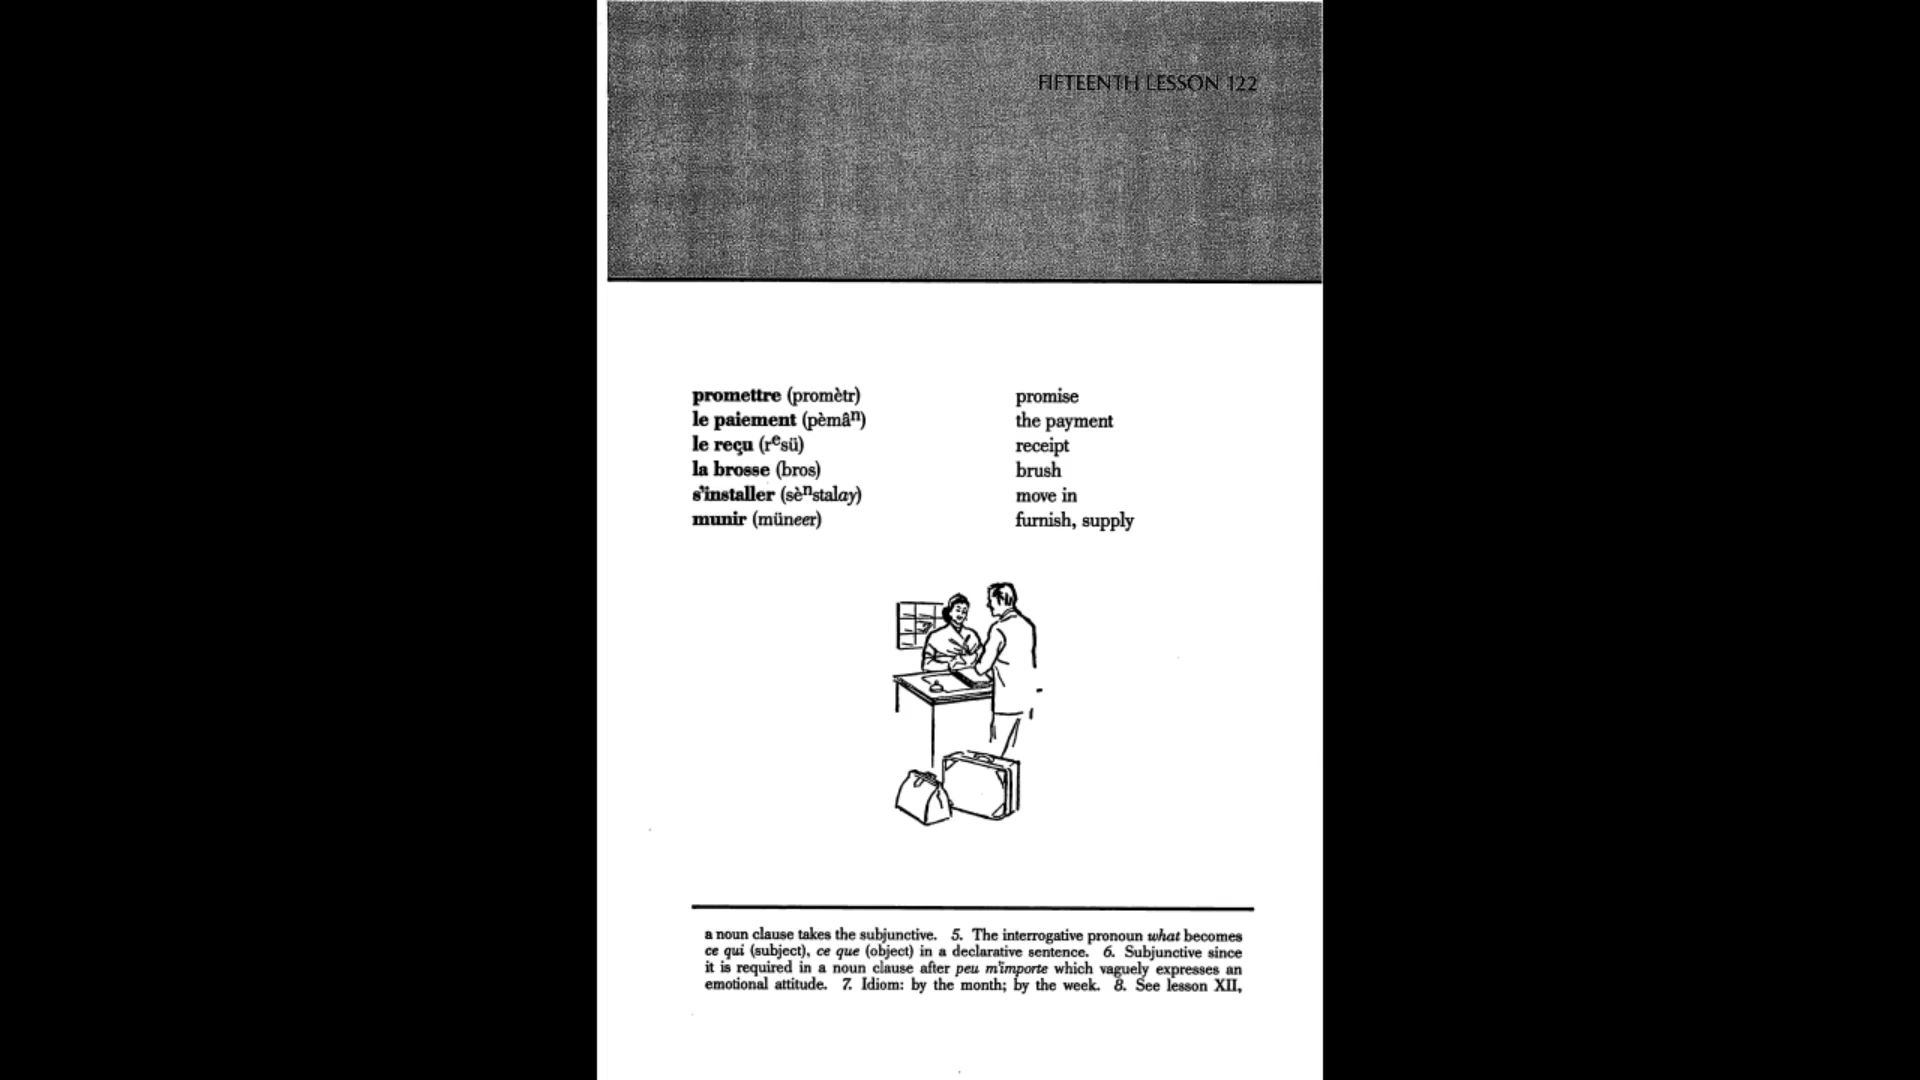 FIFTEENTH LESSON 122
promettre (promètr) promise
le paiement (pèmâⁿ) the payment
le reçu (rᵉsü) receipt
la brosse (bros) brush
s'installer (sèⁿstalay) move in
munir (müneer) furnish, supply
a noun clause takes the subjunctive. 5. The interrogative pronoun what becomes
ce qui (subject), ce que (object) in a declarative sentence. 6. Subjunctive since
it is required in a noun clause after peu m'importe which vaguely expresses an
emotional attitude. 7. Idiom: by the month; by the week. 8. See lesson XII,